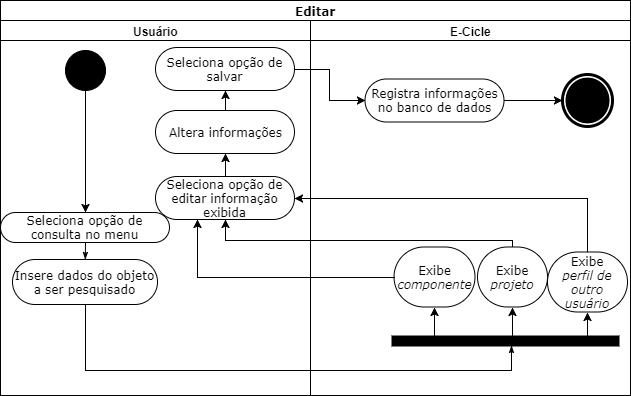 Editar
Usuário
E-Cicle
Seleciona opção de
salvar
Registra informações
no banco de dados
Altera informações
Seleciona opção de
editar informação
exibida
Seleciona opção de
consulta no menu
Insere dados do objeto
a ser pesquisado
Exibe
componente
Exibe
projeto
Exibe
perfil de
outro
usuário